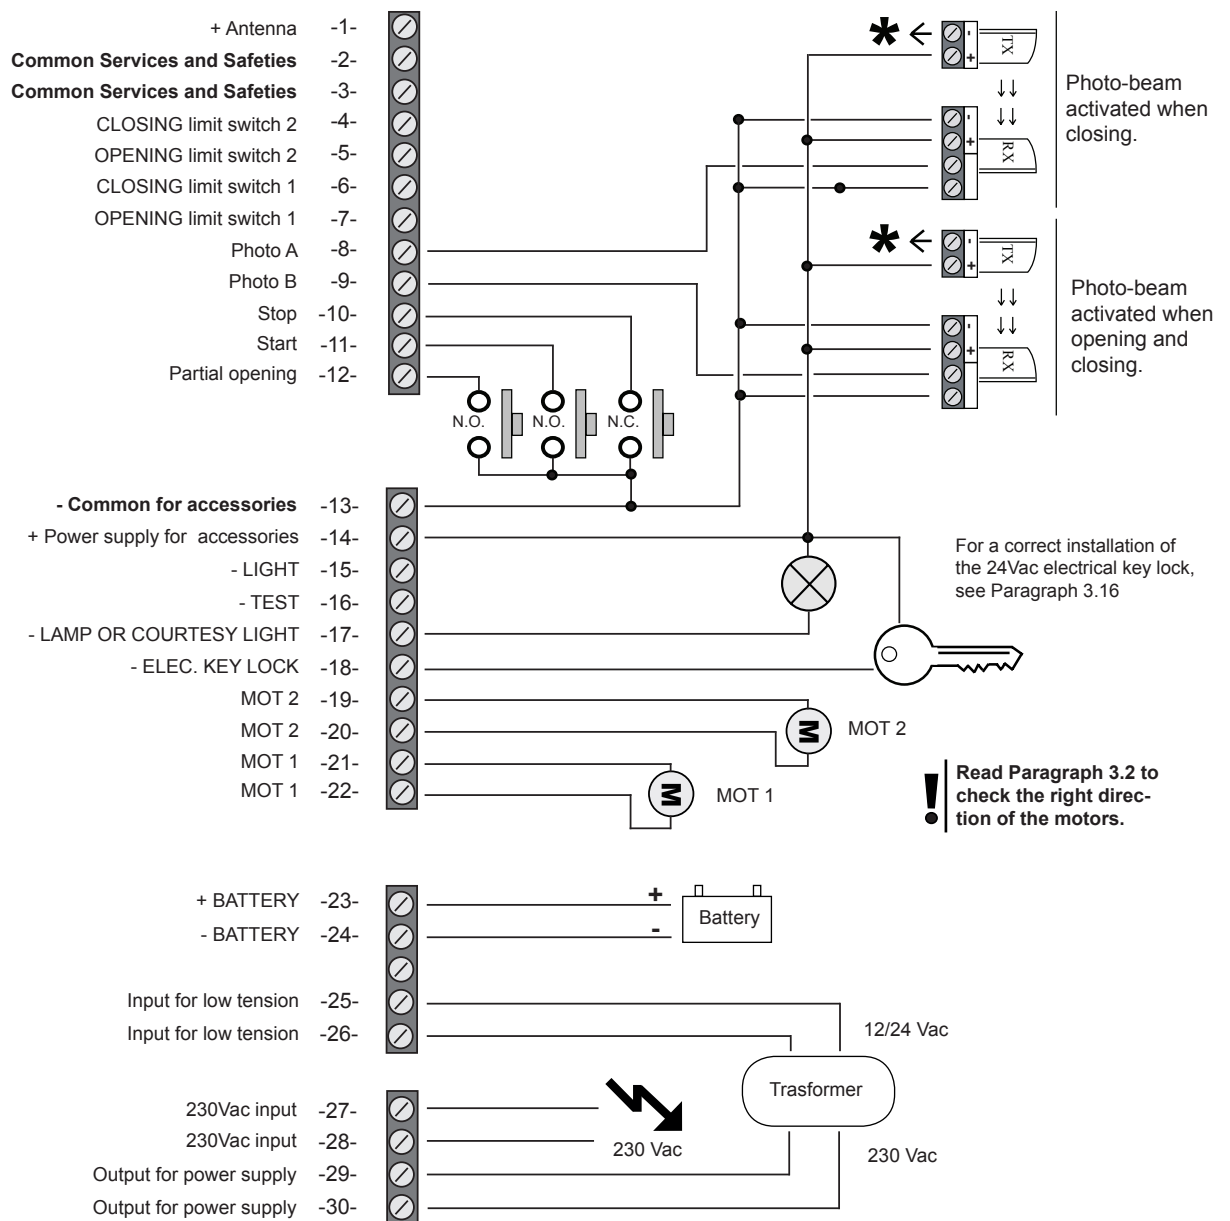 + Antenna -1-
Common Services and Safeties -2-
Common Services and Safeties -3-
CLOSING limit switch 2 -4-
OPENING limit switch 2 -5-
CLOSING limit switch 1 -6-
OPENING limit switch 1 -7-
Photo A -8-
Photo B -9-
Stop -10-
Start -11-
Partial opening -12-
N.O. N.O. N.C.
* - + TX
- + RX
Photo-beam
activated when
closing.
* - + TX
- + RX
Photo-beam
activated when
opening and
closing.
- Common for accessories -13-
+ Power supply for accessories -14-
- LIGHT -15-
- TEST -16-
- LAMP OR COURTESY LIGHT -17-
- ELEC. KEY LOCK -18-
MOT 2 -19-
MOT 2 -20-
MOT 1 -21-
MOT 1 -22-
For a correct installation of
the 24Vac electrical key lock,
see Paragraph 3.16
M MOT 2
M MOT 1
! Read Paragraph 3.2 to
check the right direc-
tion of the motors.
+ BATTERY -23-
- BATTERY -24-
+
-
Battery
Input for low tension -25-
Input for low tension -26-
12/24 Vac
Trasformer
230Vac input -27-
230Vac input -28-
Output for power supply -29-
Output for power supply -30-
230 Vac
230 Vac